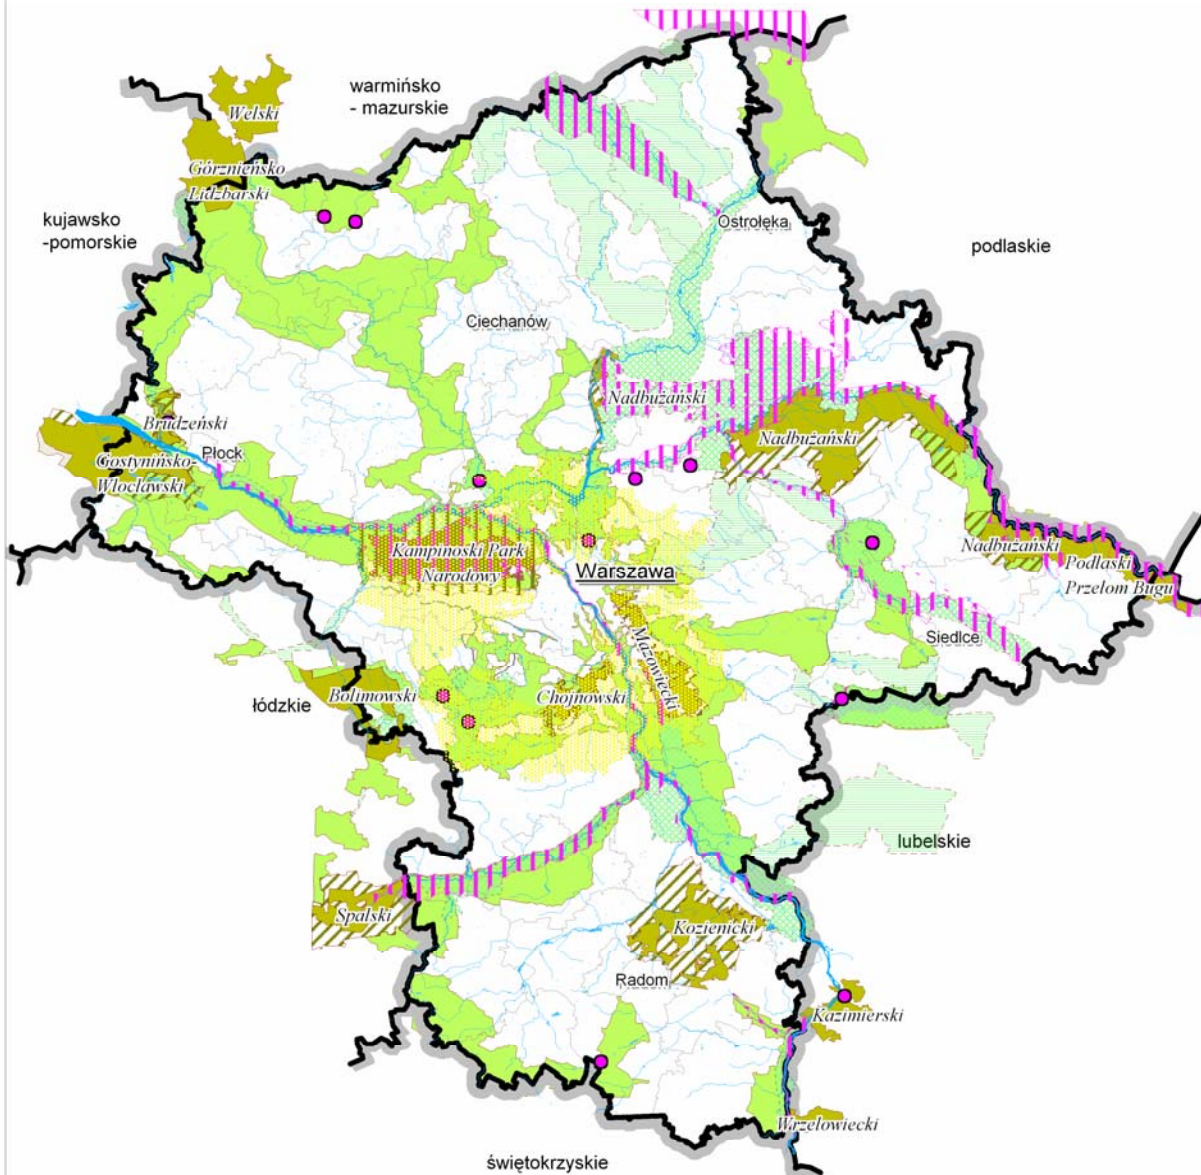 warmińsko
- mazurskie
Welski
Górznieńsko
Lidzbarski
kujawsko
-pomorskie
Ostrołęka
podlaskie
Ciechanów
Nadbużański
Brudzeński
Nadbużański
Płock
Gostynińsko-
Włocławski
Kampinoski Park
Narodowy
Nadbużański
Podlaski
Przełom Bugu
Warszawa
Siedlce
Mazowiecki
Bolimowski
Chojnowski
łódzkie
lubelskie
Spalski
Kozienicki
Radom
Kazimierski
Wrzelowiecki
świętokrzyskie